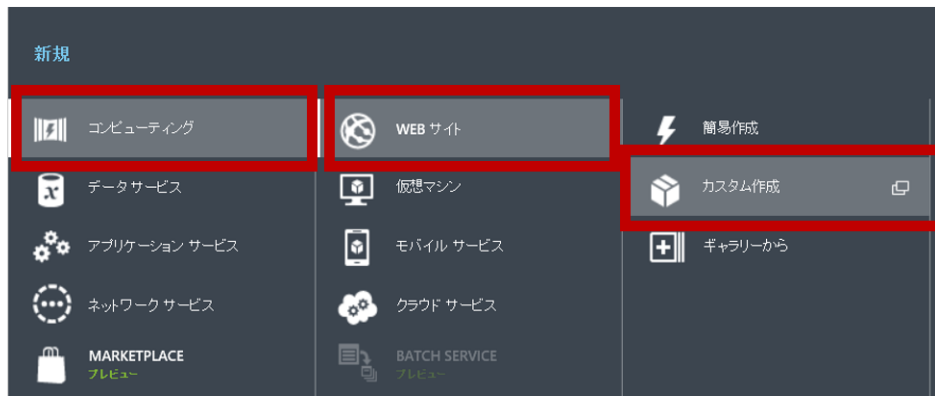 新規
コンピューティング
データ サービス
アプリケーション サービス
ネットワーク サービス
MARKETPLACE
プレビュー
WEB サイト
仮想マシン
モバイル サービス
クラウド サービス
BATCH SERVICE
プレビュー
簡易作成
カスタム作成
ギャラリーから